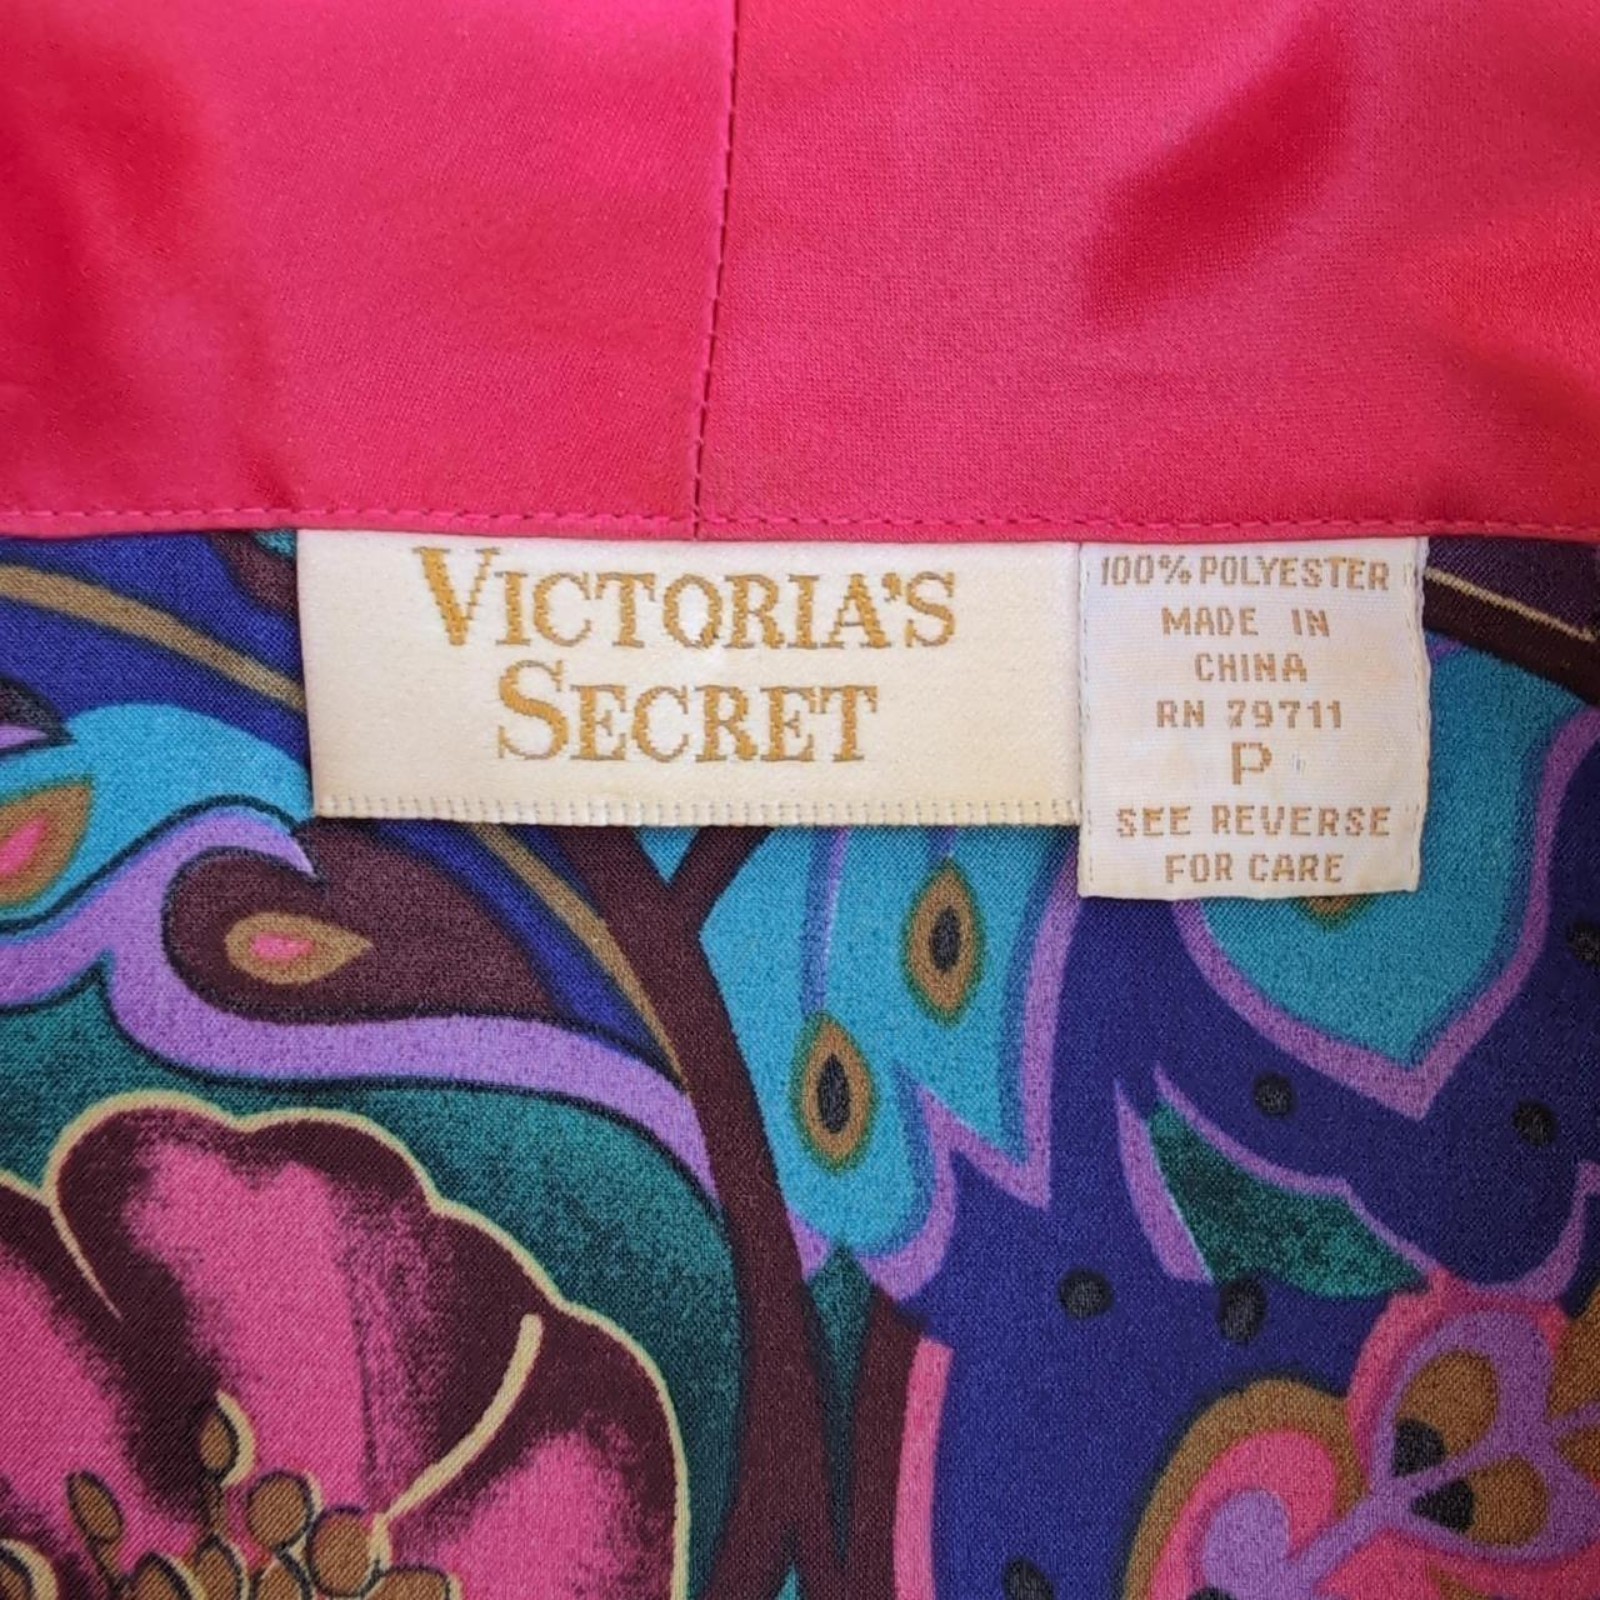 VICTORIA'S
SECRET
100% POLYESTER
MADE IN
CHINA
RN 79711
P
SEE REVERSE
FOR CARE